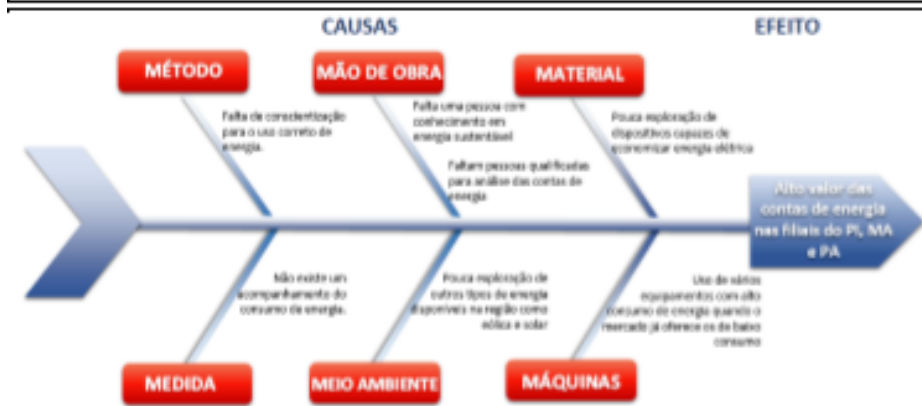 CAUSAS
EFEITO
MÉTODO
MÃO DE OBRA
MATERIAL
Falta de conscientização
para o uso correto de
energia.
Falta uma pessoa com
conhecimento em
energia sustentável
Faltam pessoas qualificadas
para análise das contas de
energia
Pouca exploração de
dispositivos capazes de
economizar energia elétrica
Alto valor das
contas de energia
nas filiais do PI, MA
e PA
Não existe um
acompanhamento do
consumo de energia.
Pouca exploração de
outros tipos de energia
disponíveis na região como
eólica e solar
Uso de vários
equipamentos com alto
consumo de energia quando o
mercado já oferece os de baixo
consumo
MEDIDA
MEIO AMBIENTE
MÁQUINAS